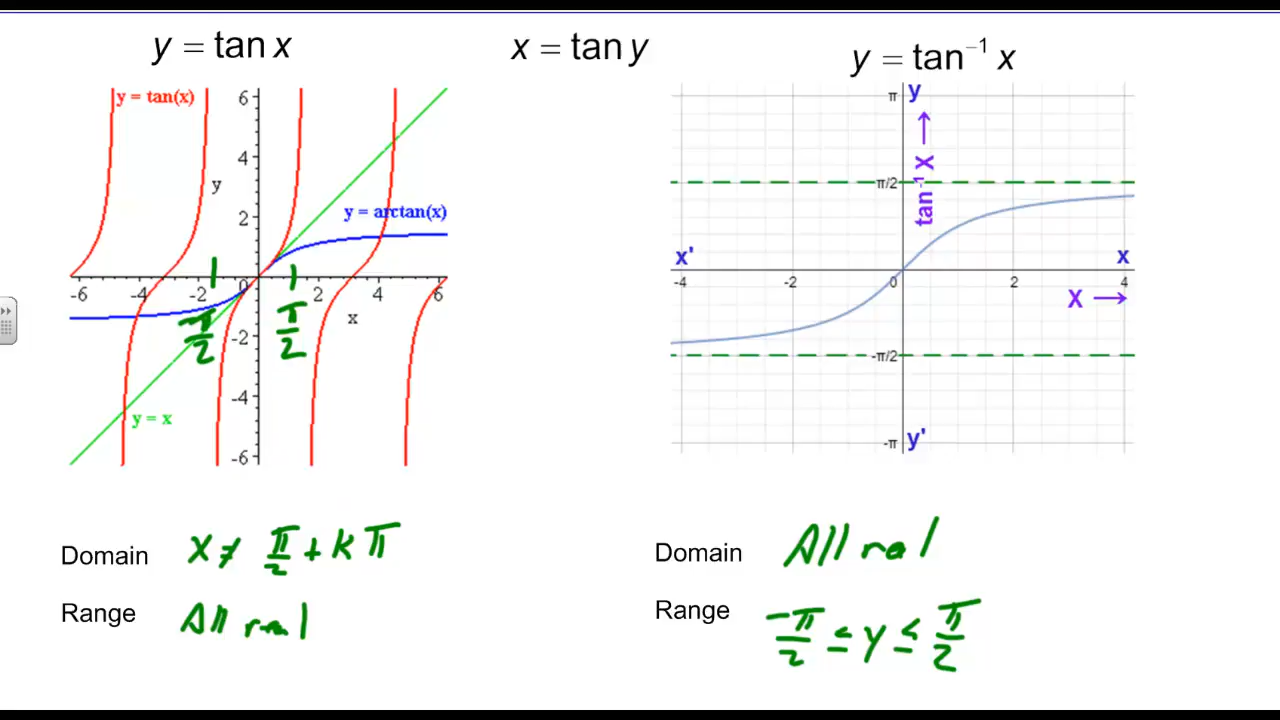 y = tan x
x = tan y
y = tan⁻¹ x
y = tan(x)
6
4
y
2
y = arctan(x)
-6 -4 -2 0 2 4 6
x
-π/2
π/2
-2
-4
y = x
-6
π y
tan⁻¹ X →
π/2
x' x
-4 -2 0 2 4
X →
-π/2
-π y'
Domain x ≠ π/2 + kπ
Range All real
Domain All real
Range -π/2 ≤ y ≤ π/2